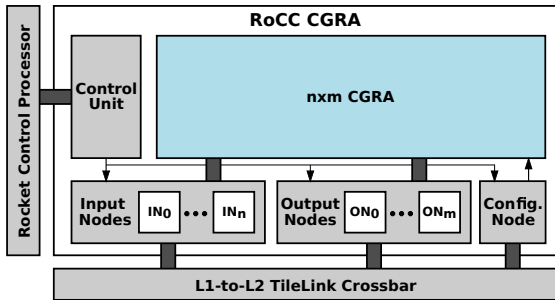 RoCC CGRA
Rocket Control Processor
Control
Unit
nxm CGRA
Input
Nodes
IN0
•••
INn
Output
Nodes
ON0
•••
ONm
Config.
Node
L1-to-L2 TileLink Crossbar